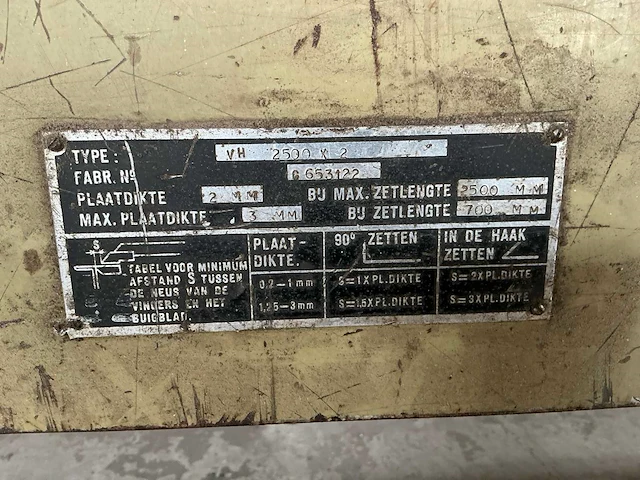 TYPE: VH 2500 X 2
FABR. Nº 6653122
PLAATDIKTE 2 MM BIJ MAX. ZETLENGTE 2500 MM
MAX. PLAATDIKTE 3 MM BIJ ZETLENGTE 700 MM
S
TABEL VOOR MINIMUM
AFSTAND S TUSSEN
DE NEUS VAN DE
VINGERS EN HET
BUIGBLAD.
PLAAT-
DIKTE.
90° ZETTEN
IN DE HAAK
ZETTEN
0,2-1mm S=1XPL.DIKTE S=2XPL.DIKTE
1,25-3mm S=1.5XPL.DIKTE S=3XPL.DIKTE